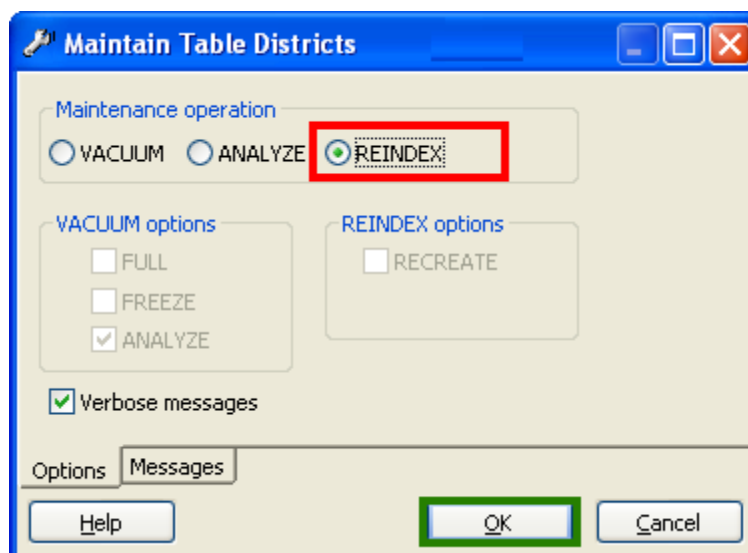 Maintain Table Districts
Maintenance operation
VACUUM ANALYZE REINDEX
VACUUM options REINDEX options
FULL RECREATE
FREEZE
ANALYZE
Verbose messages
Options Messages
Help OK Cancel